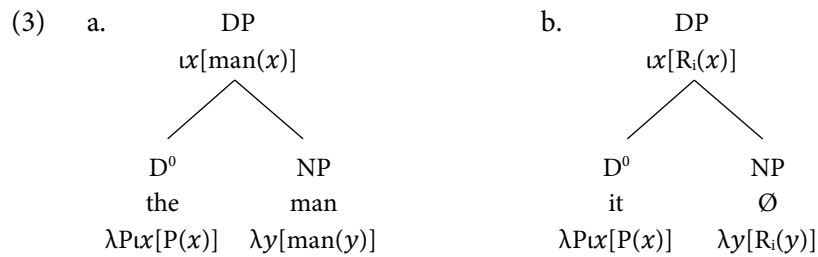 (3) a. DP b. DP
ιx[man(x)] ιx[Rᵢ(x)]
D⁰ NP D⁰ NP
the man it Ø
λPιx[P(x)] λy[man(y)] λPιx[P(x)] λy[Rᵢ(y)]